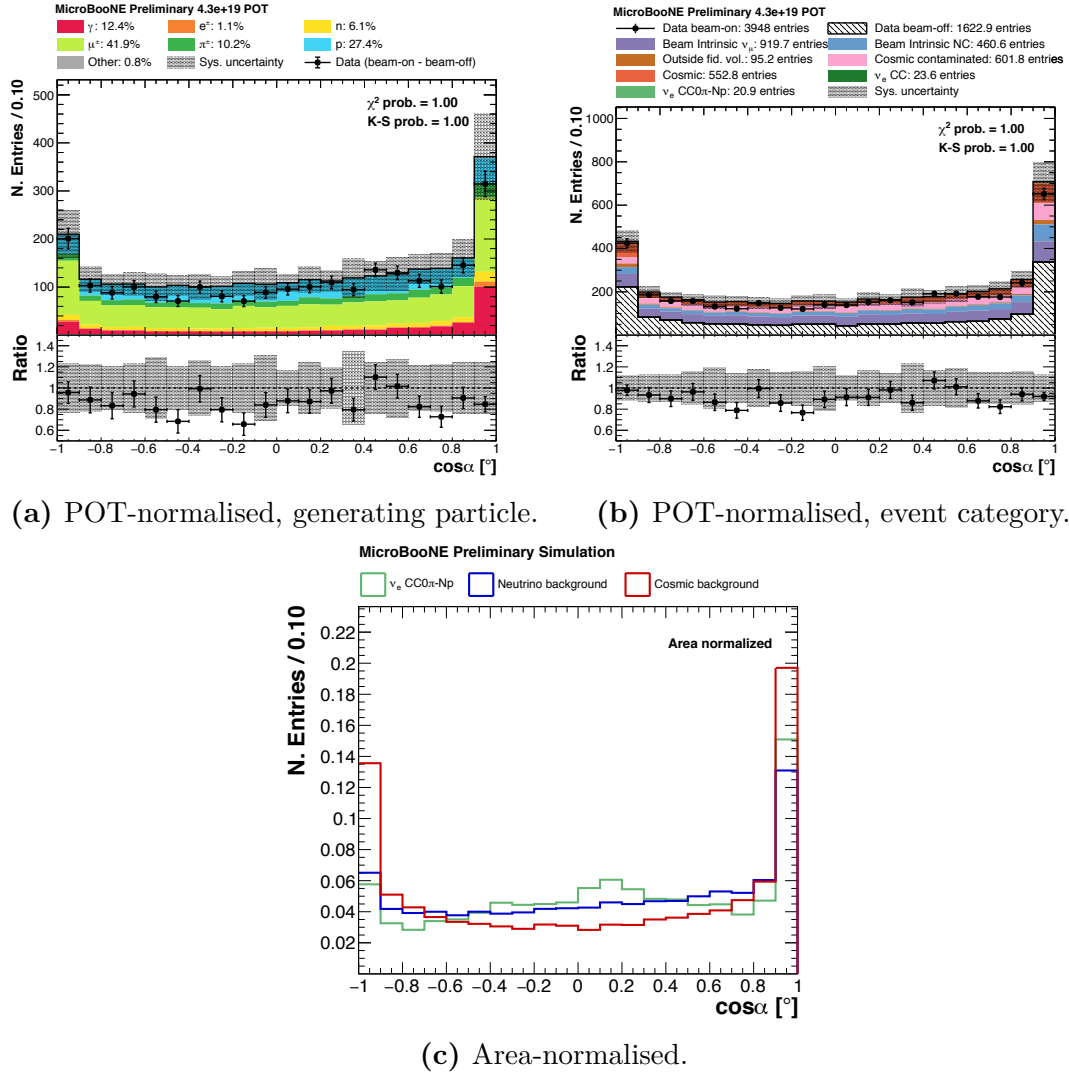 MicroBooNE Preliminary 4.3e+19 POT
γ: 12.4% e±: 1.1% n: 6.1%
μ±: 41.9% π±: 10.2% p: 27.4%
Other: 0.8% Sys. uncertainty Data (beam-on - beam-off)
N. Entries / 0.10
500
400
300
200
100
χ² prob. = 1.00
K-S prob. = 1.00
Ratio
1.4
1.2
1.0
0.8
0.6
-1 -0.8 -0.6 -0.4 -0.2 0 0.2 0.4 0.6 0.8 1
cosα [°]
(a) POT-normalised, generating particle.
MicroBooNE Preliminary 4.3e+19 POT
Data beam-on: 3948 entries Data beam-off: 1622.9 entries
Beam Intrinsic νμ: 919.7 entries Beam Intrinsic NC: 460.6 entries
Outside fid. vol.: 95.2 entries Cosmic contaminated: 601.8 entries
Cosmic: 552.8 entries νe CC: 23.6 entries
νe CC0π-Np: 20.9 entries Sys. uncertainty
N. Entries / 0.10
1000
800
600
400
200
χ² prob. = 1.00
K-S prob. = 1.00
Ratio
1.4
1.2
1.0
0.8
0.6
-1 -0.8 -0.6 -0.4 -0.2 0 0.2 0.4 0.6 0.8 1
cosα [°]
(b) POT-normalised, event category.
MicroBooNE Preliminary Simulation
νe CC0π-Np Neutrino background Cosmic background
N. Entries / 0.10
Area normalized
0.22
0.2
0.18
0.16
0.14
0.12
0.1
0.08
0.06
0.04
0.02
-1 -0.8 -0.6 -0.4 -0.2 0 0.2 0.4 0.6 0.8 1
cosα [°]
(c) Area-normalised.